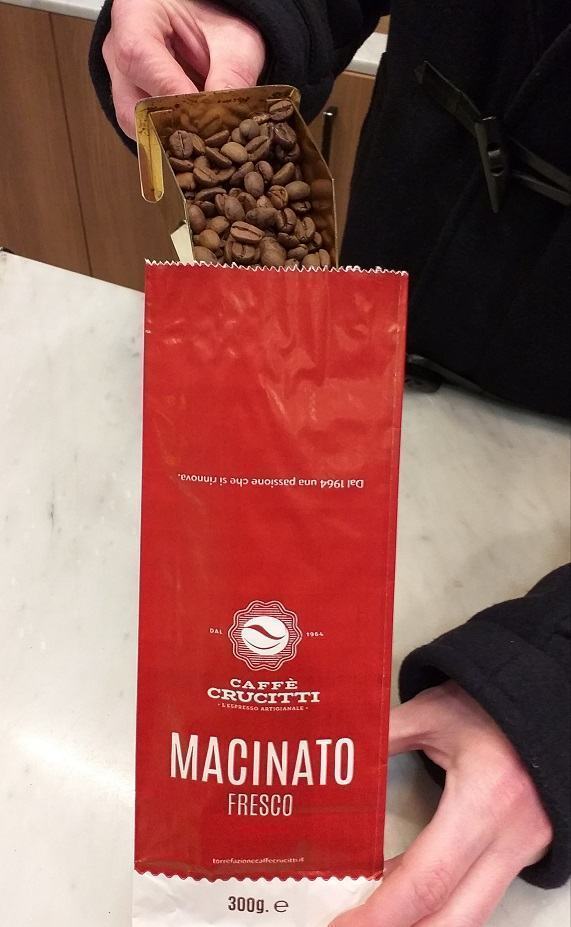 Dal 1964 una passione che si rinnova.
DAL 1964
CAFFÈ
CRUCITTI
- L'ESPRESSO ARTIGIANALE -
MACINATO
FRESCO
torrefazionecaffecrucitti.it
300g. ℮